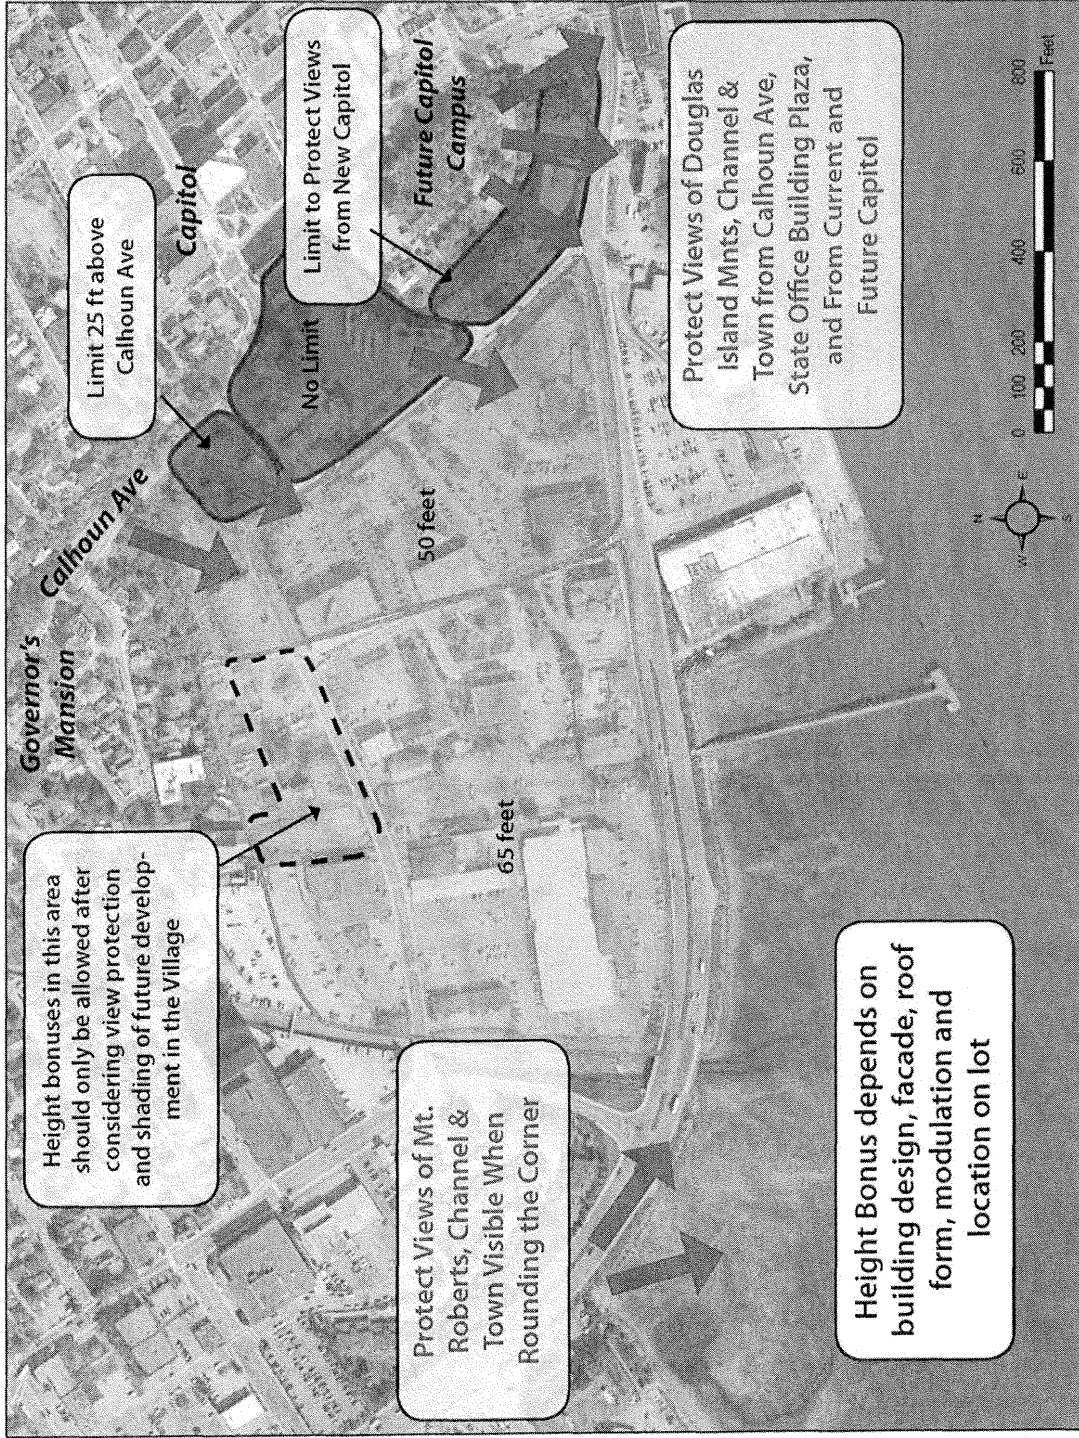 Height bonuses in this area
should only be allowed after
considering view protection
and shading of future develop-
ment in the Village
Governor's
Mansion
Calhoun Ave
Limit 25 ft above
Calhoun Ave
Capitol
No Limit
Limit to Protect Views
from New Capitol
Future Capitol
Campus
50 feet
65 feet
Protect Views of Mt.
Roberts, Channel &
Town Visible When
Rounding the Corner
Protect Views of Douglas
Island Mnts, Channel &
Town from Calhoun Ave,
State Office Building Plaza,
and From Current and
Future Capitol
Height Bonus depends on
building design, facade, roof
form, modulation and
location on lot
N
W
E
S
0 100 200 400 600 800
Feet